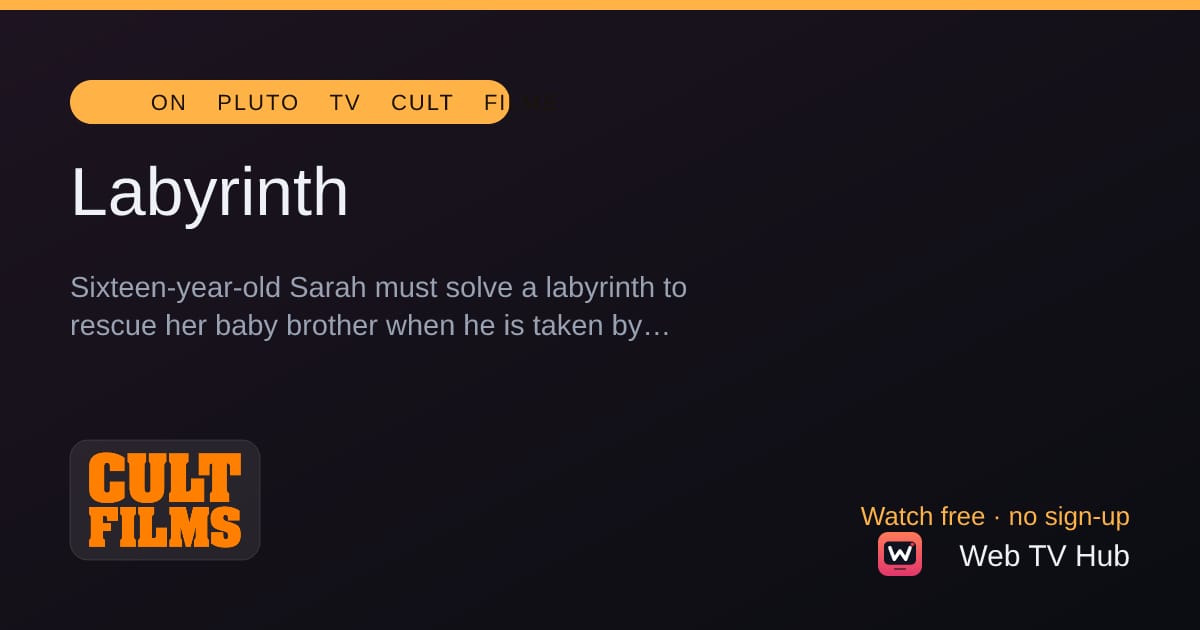 ON PLUTO TV CULT FILMS
Labyrinth
Sixteen-year-old Sarah must solve a labyrinth to
rescue her baby brother when he is taken by…
CULT
FILMS
Watch free · no sign-up
W
Web TV Hub